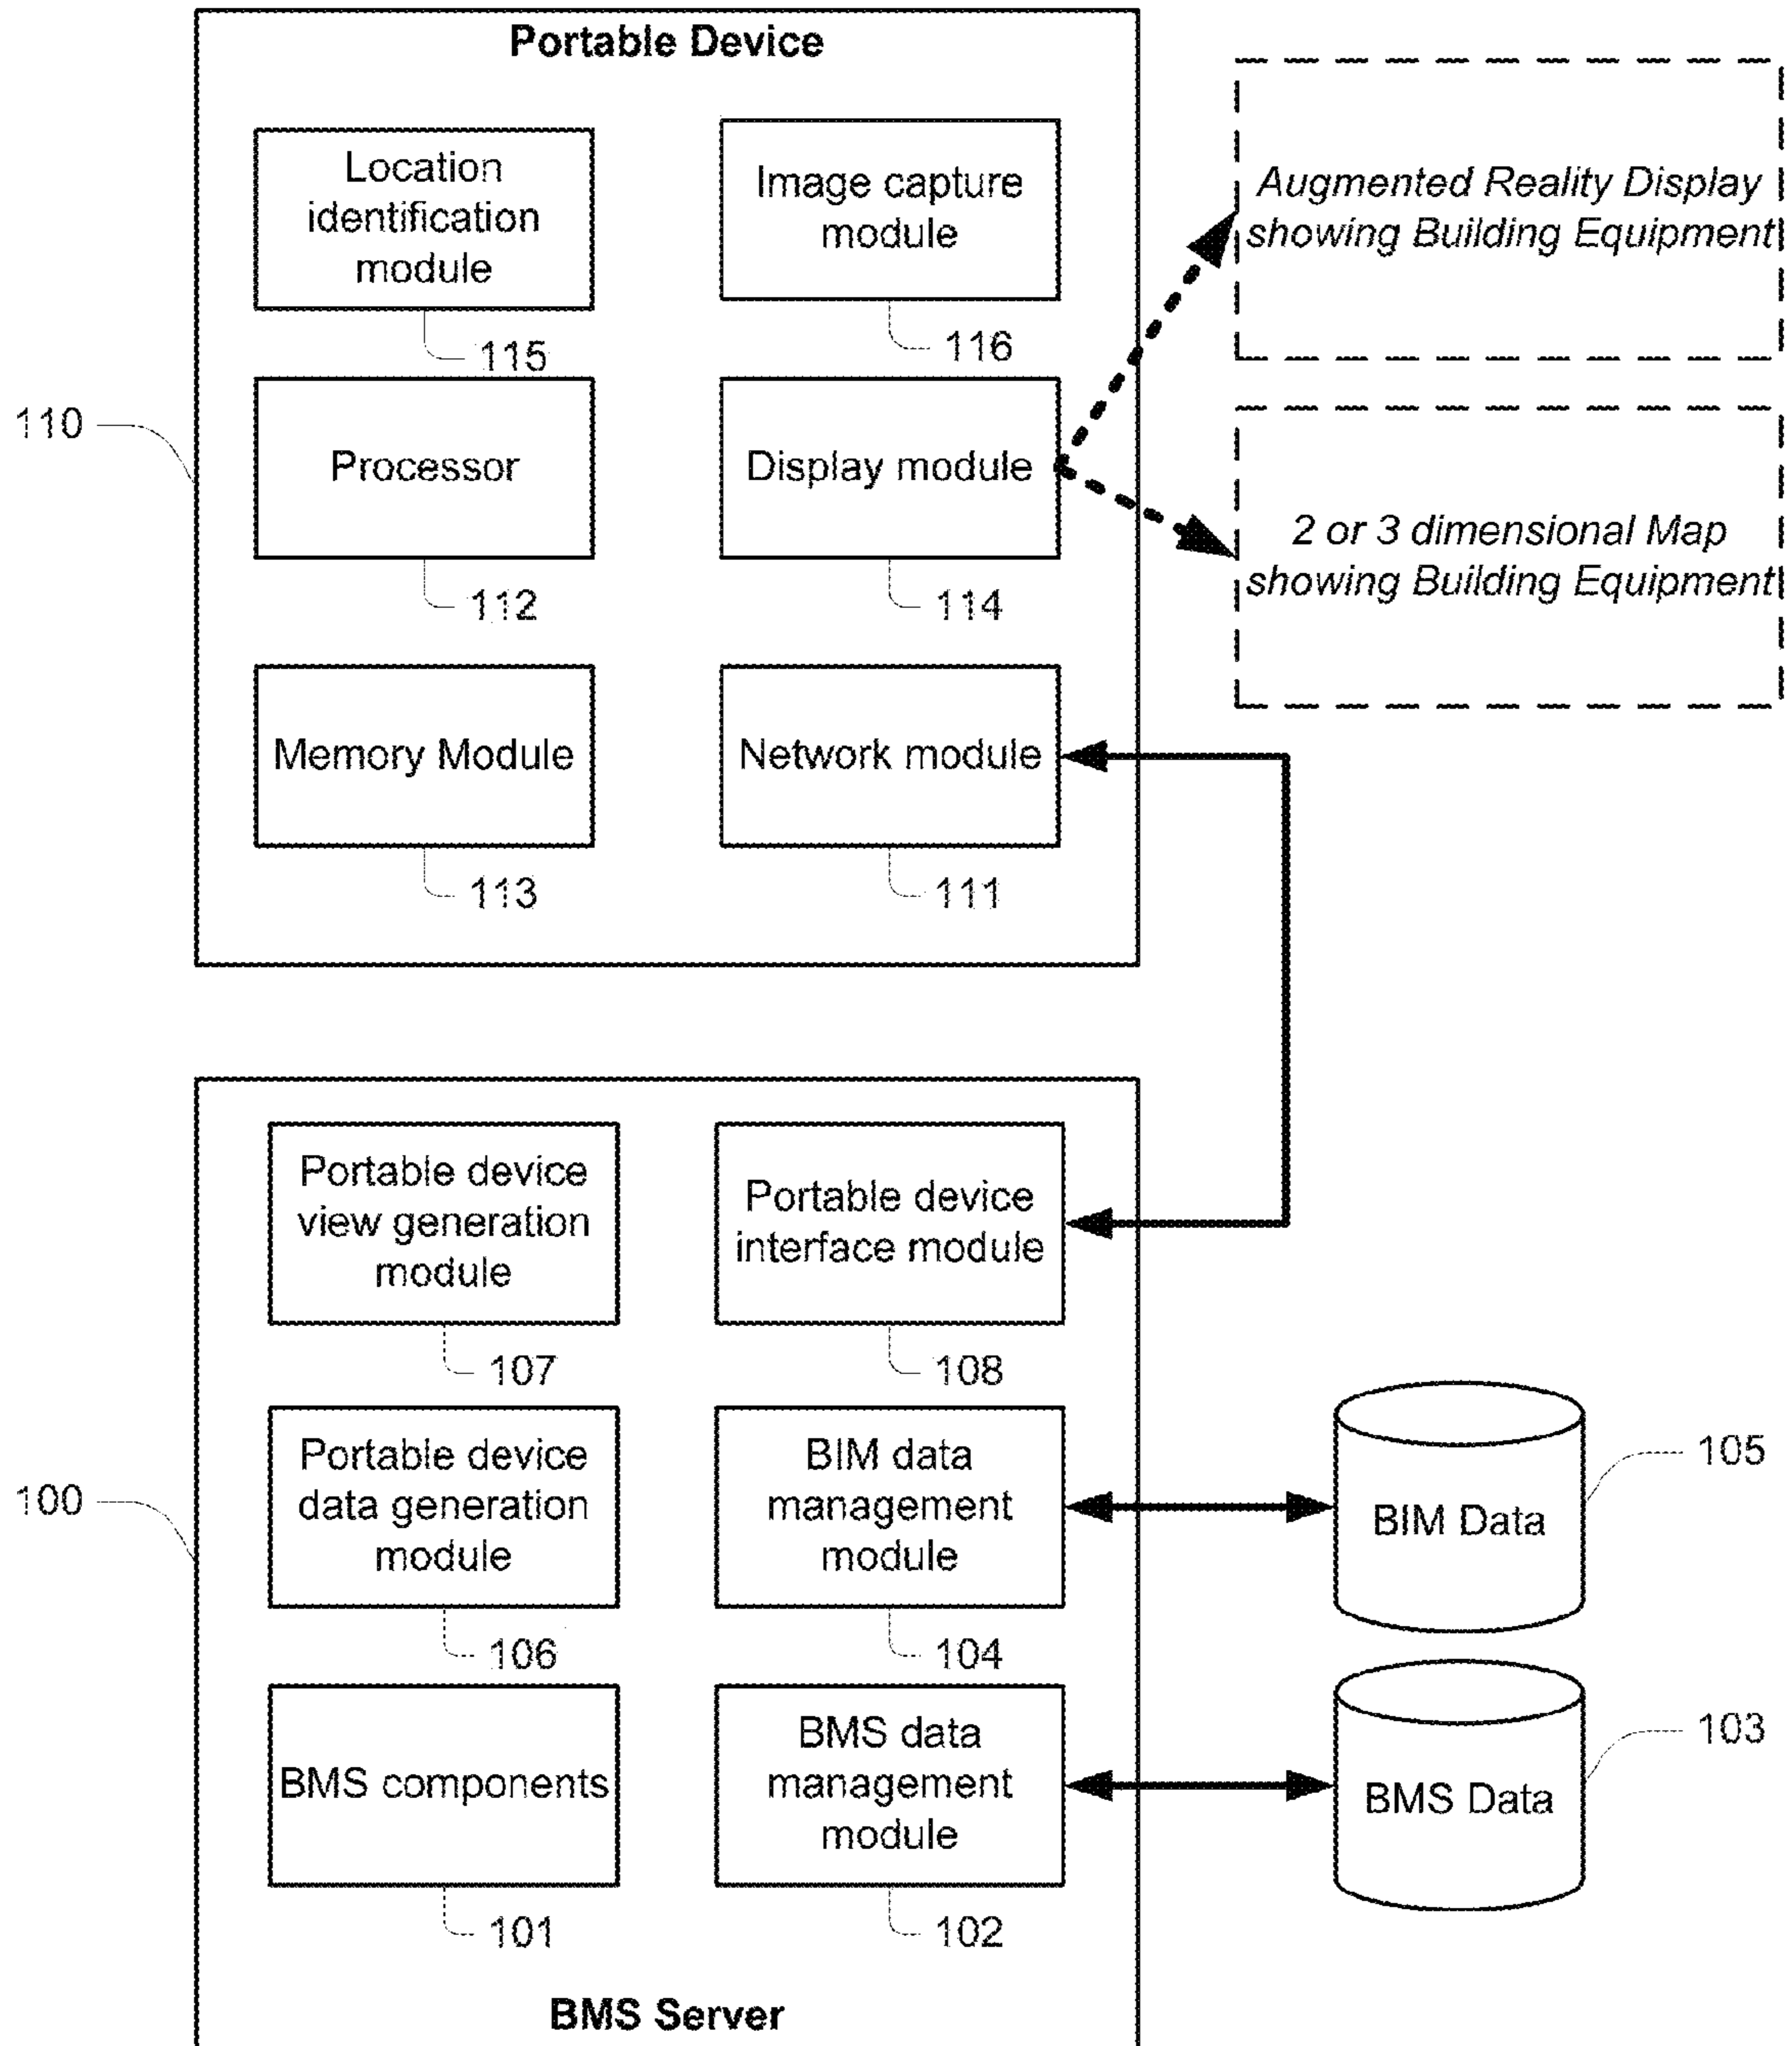 Portable Device
Location
identification
module
115
Image capture
module
116
Augmented Reality Display
showing Building Equipment
110
Processor
112
Display module
114
2 or 3 dimensional Map
showing Building Equipment
Memory Module
113
Network module
111
Portable device
view generation
module
107
Portable device
interface module
108
100
Portable device
data generation
module
106
BIM data
management
module
104
BIM Data
105
BMS components
101
BMS data
management
module
102
BMS Data
103
BMS Server